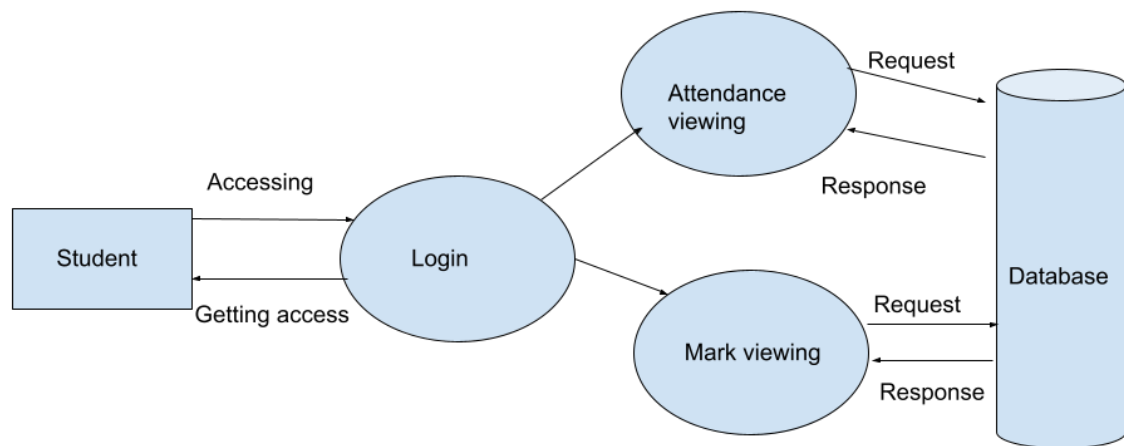 Student
Accessing
Getting access
Login
Attendance
viewing
Request
Response
Mark viewing
Request
Response
Database